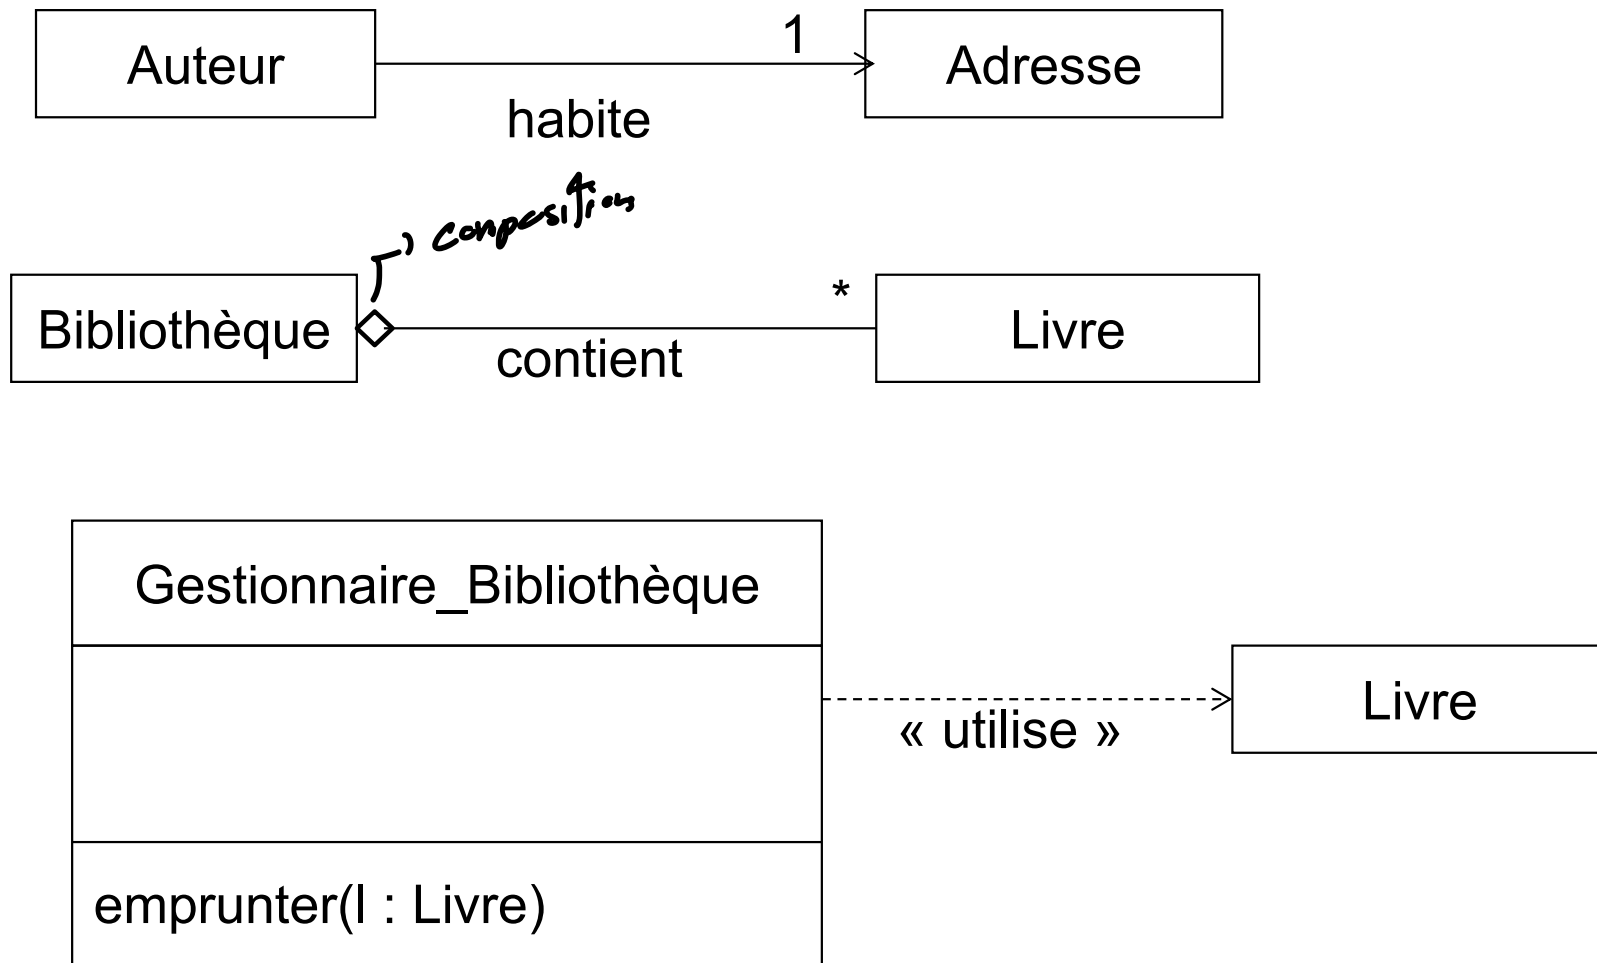 Auteur
1
Adresse
habite
composition
Bibliothèque
*
Livre
contient
Gestionnaire_Bibliothèque
Livre
« utilise »
emprunter(l : Livre)